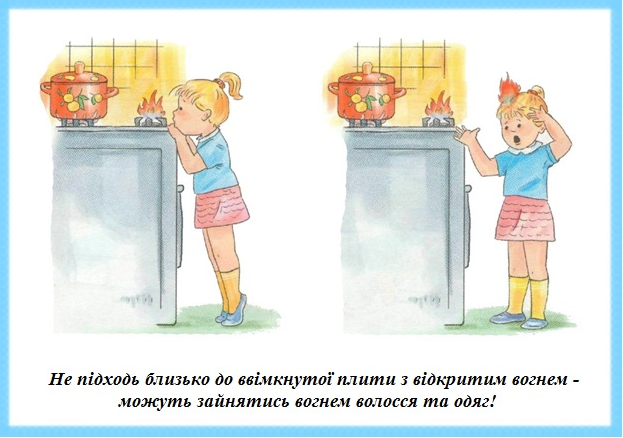 Не підходь близько до ввімкнутої плити з відкритим вогнем -
можуть зайнятись вогнем волосся та одяг!